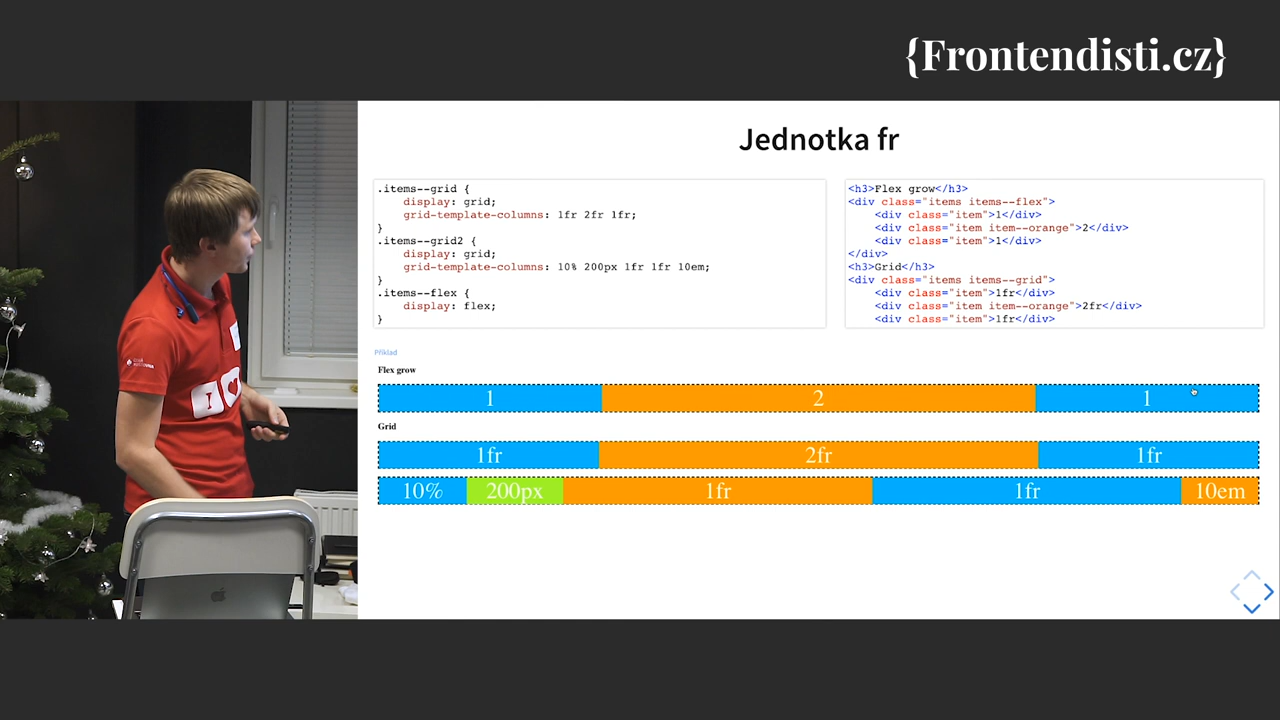 {Frontendisti.cz}
Jednotka fr
.items--grid {
display: grid;
grid-template-columns: 1fr 2fr 1fr;
}
.items--grid2 {
display: grid;
grid-template-columns: 10% 200px 1fr 1fr 10em;
}
.items--flex {
display: flex;
}
<h3>Flex grow</h3>
<div class="items items--flex">
<div class="item">1</div>
<div class="item item--orange">2</div>
<div class="item">1</div>
</div>
<h3>Grid</h3>
<div class="items items--grid">
<div class="item">1fr</div>
<div class="item item--orange">2fr</div>
<div class="item">1fr</div>
Příklad
Flex grow
1 2 1
Grid
1fr 2fr 1fr
10% 200px 1fr 1fr 10em